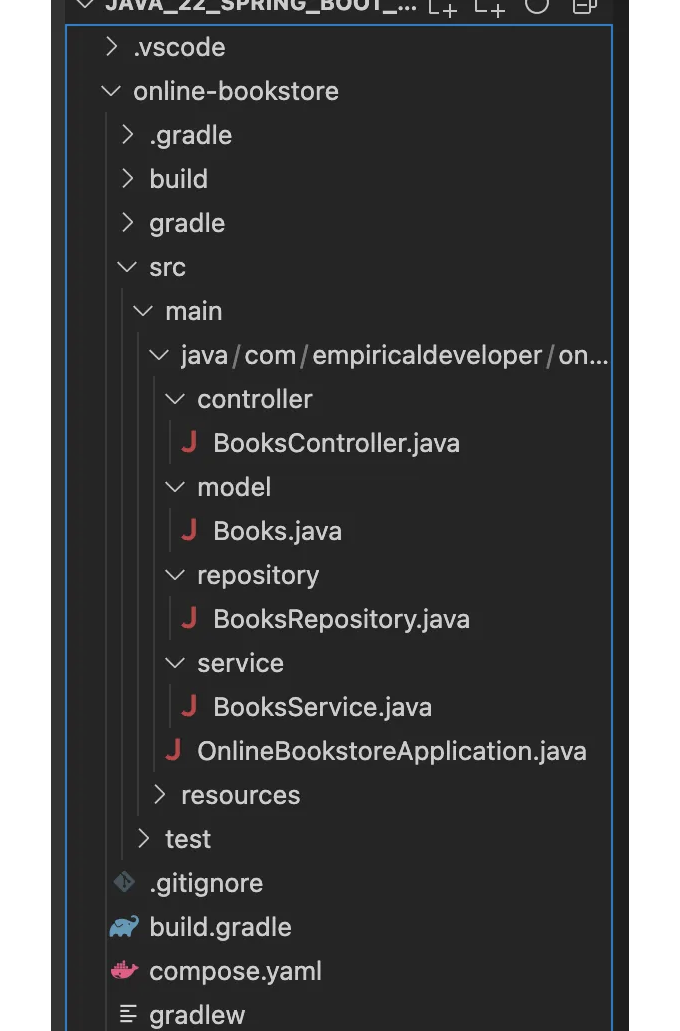 JAVA_22_SPRING_BOOT_...
.vscode
online-bookstore
.gradle
build
gradle
src
main
java/com/empiricaldeveloper/on...
controller
BooksController.java
model
Books.java
repository
BooksRepository.java
service
BooksService.java
OnlineBookstoreApplication.java
resources
test
.gitignore
build.gradle
compose.yaml
gradlew